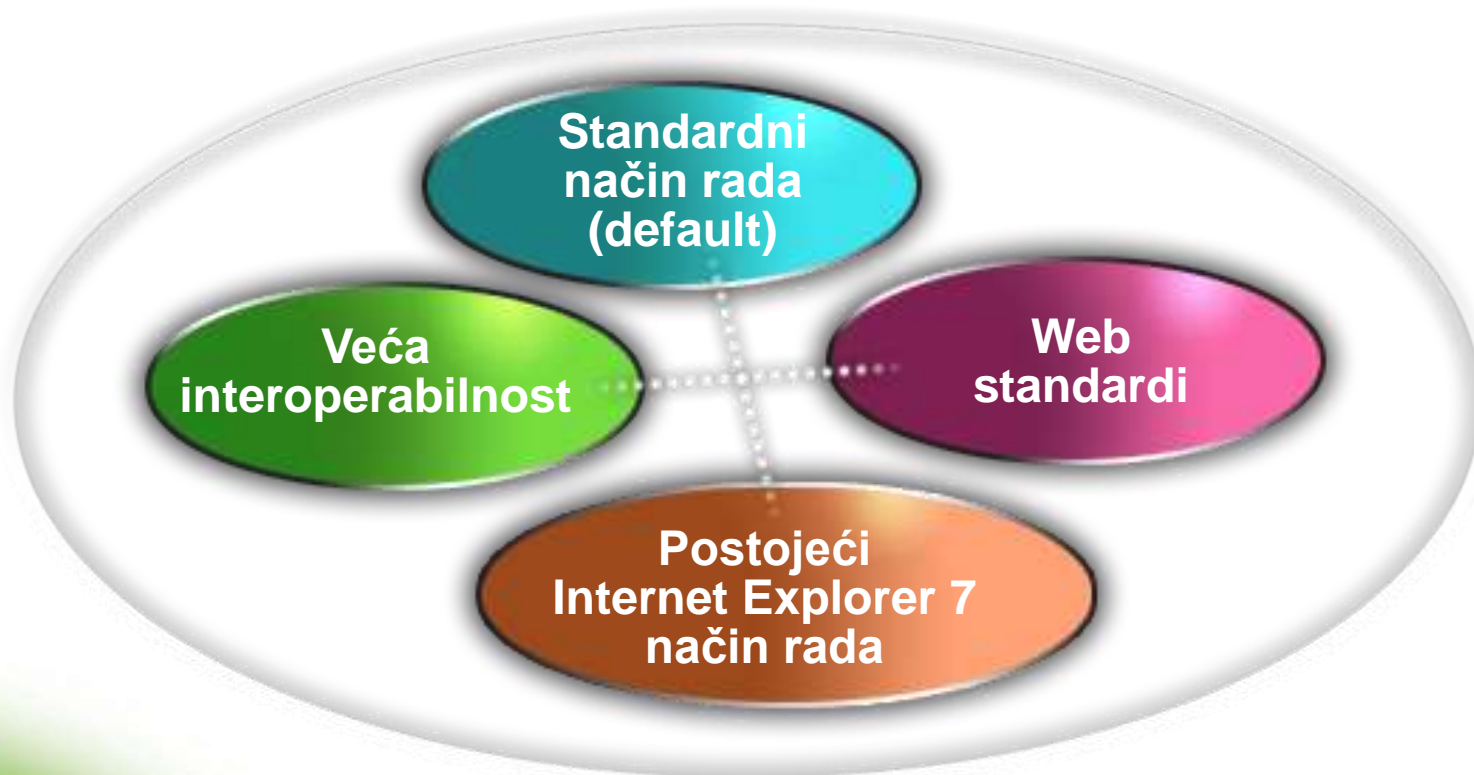 Standardni
način rada
(default)
Veća
interoperabilnost
Web
standardi
Postojeći
Internet Explorer 7
način rada